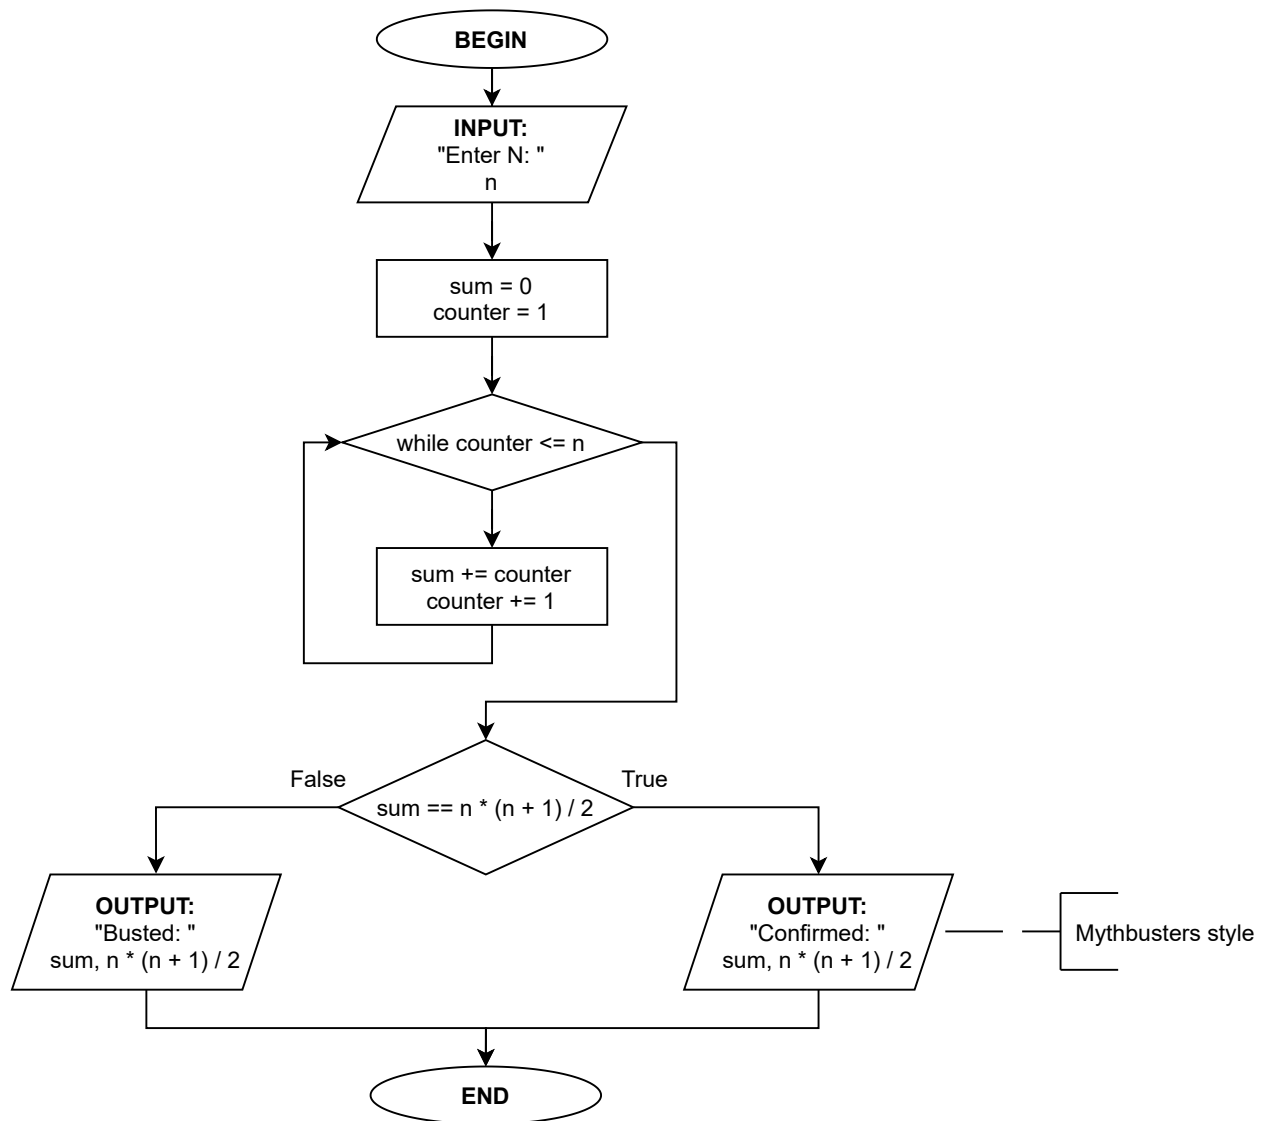 BEGIN
INPUT:
"Enter N: "
n
sum = 0
counter = 1
while counter <= n
sum += counter
counter += 1
False
True
sum == n * (n + 1) / 2
OUTPUT:
"Busted: "
sum, n * (n + 1) / 2
OUTPUT:
"Confirmed: "
sum, n * (n + 1) / 2
Mythbusters style
END